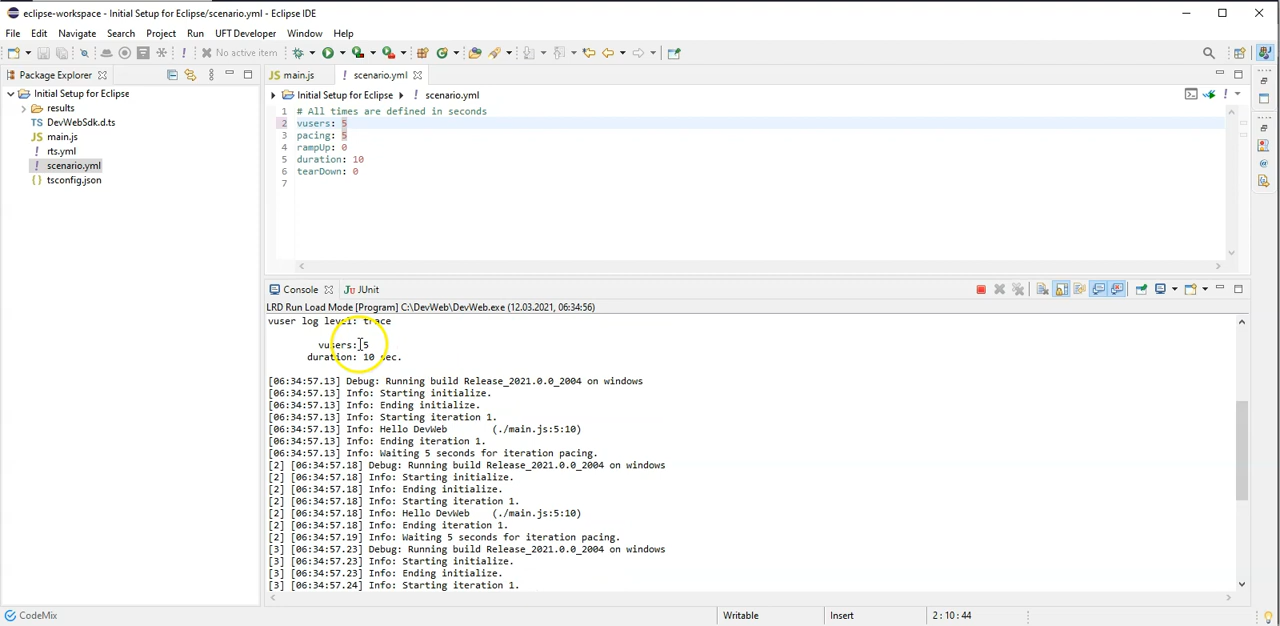 eclipse-workspace - Initial Setup for Eclipse/scenario.yml - Eclipse IDE
File Edit Navigate Search Project Run UFT Developer Window Help
No active item
Package Explorer
Initial Setup for Eclipse
results
DevWebSdk.d.ts
main.js
rts.yml
scenario.yml
tsconfig.json
main.js scenario.yml
Initial Setup for Eclipse scenario.yml
1 # All times are defined in seconds
2 vusers: 5
3 pacing: 5
4 rampUp: 0
5 duration: 10
6 tearDown: 0
7
Console JUnit
LRD Run Load Mode [Program] C:\DevWeb\DevWeb.exe (12.03.2021, 06:34:56)
vuser log level: trace
vusers: 5
duration: 10 sec.
[06:34:57.13] Debug: Running build Release_2021.0.0_2004 on windows
[06:34:57.13] Info: Starting initialize.
[06:34:57.13] Info: Ending initialize.
[06:34:57.13] Info: Starting iteration 1.
[06:34:57.13] Info: Hello DevWeb (./main.js:5:10)
[06:34:57.13] Info: Ending iteration 1.
[06:34:57.13] Info: Waiting 5 seconds for iteration pacing.
[2] [06:34:57.18] Debug: Running build Release_2021.0.0_2004 on windows
[2] [06:34:57.18] Info: Starting initialize.
[2] [06:34:57.18] Info: Ending initialize.
[2] [06:34:57.18] Info: Starting iteration 1.
[2] [06:34:57.18] Info: Hello DevWeb (./main.js:5:10)
[2] [06:34:57.18] Info: Ending iteration 1.
[2] [06:34:57.19] Info: Waiting 5 seconds for iteration pacing.
[3] [06:34:57.23] Debug: Running build Release_2021.0.0_2004 on windows
[3] [06:34:57.23] Info: Starting initialize.
[3] [06:34:57.23] Info: Ending initialize.
[3] [06:34:57.24] Info: Starting iteration 1.
CodeMix Writable Insert 2 : 10 : 44